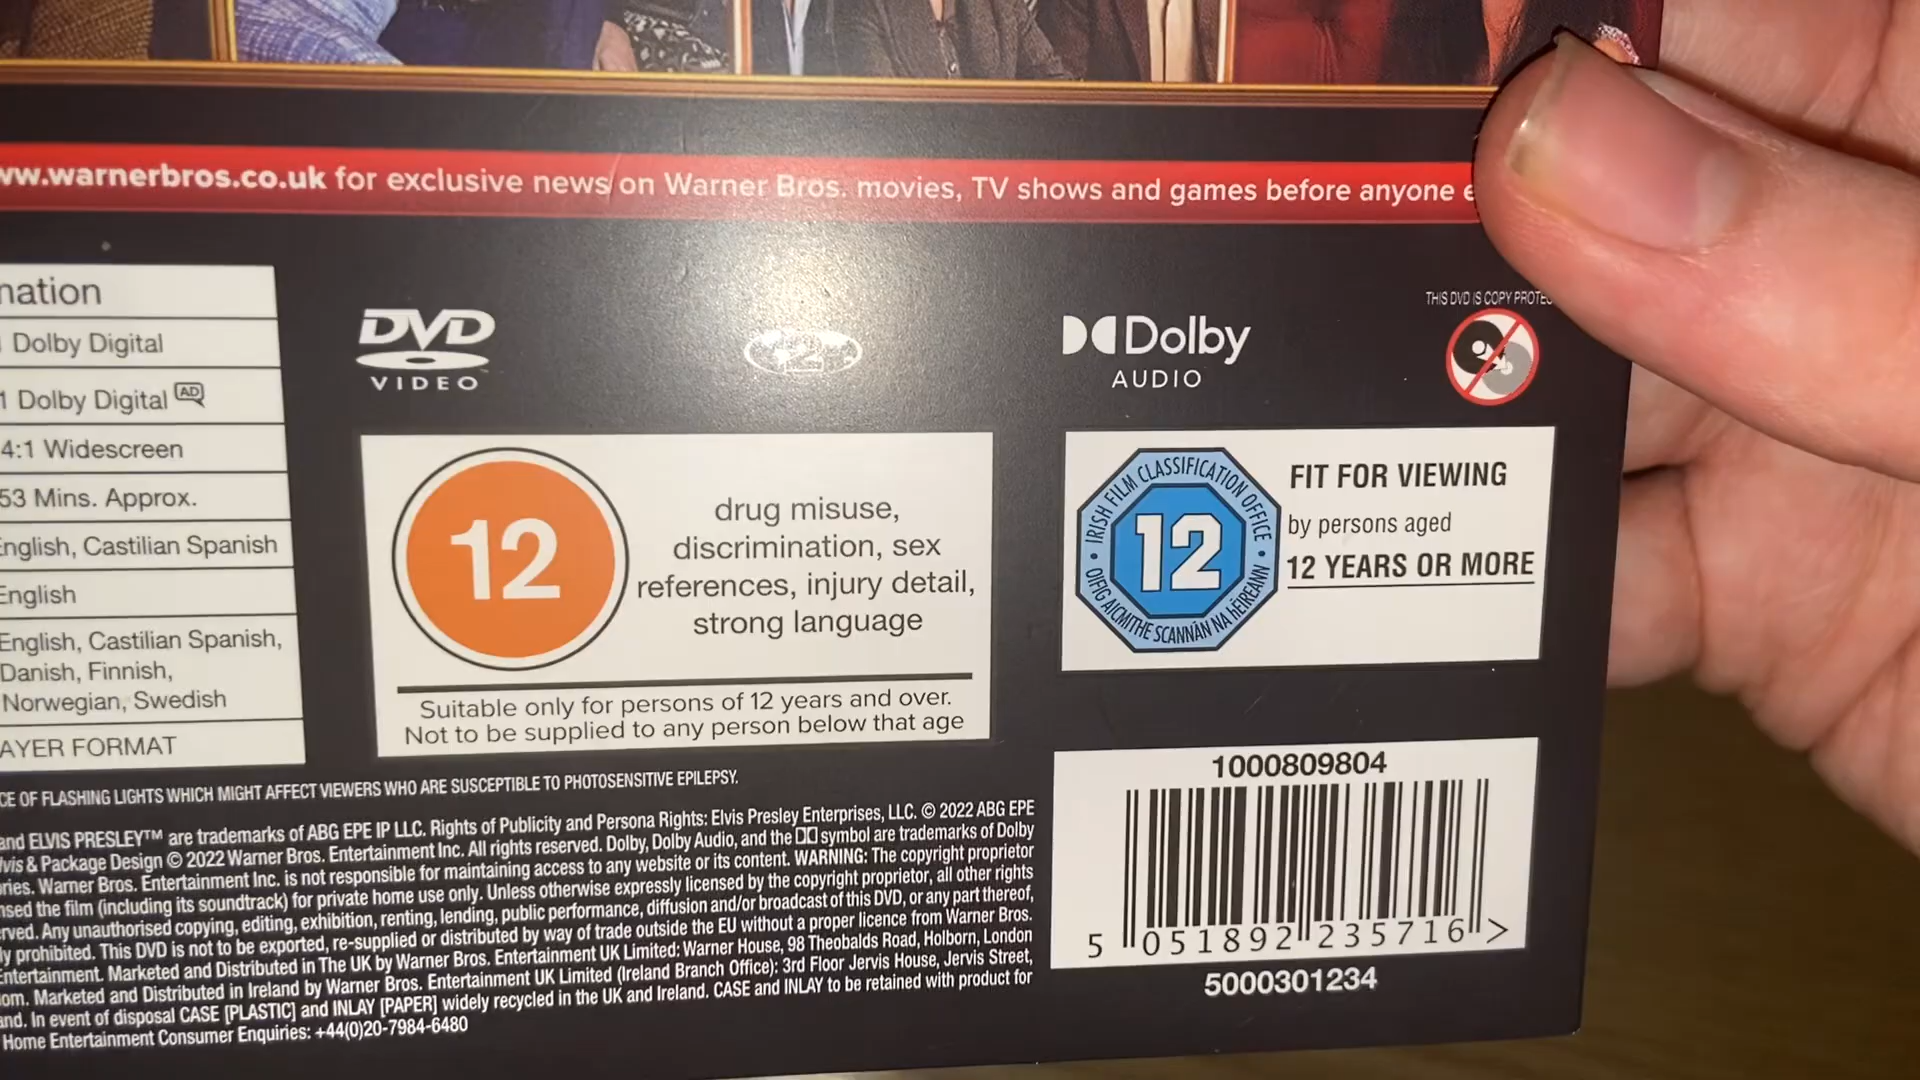 www.warnerbros.co.uk for exclusive news on Warner Bros. movies, TV shows and games before anyone e
mation
Dolby Digital
1 Dolby Digital AD
4:1 Widescreen
53 Mins. Approx.
English, Castilian Spanish
English
English, Castilian Spanish,
Danish, Finnish,
Norwegian, Swedish
AYER FORMAT
DVD
VIDEO
2
Dolby
AUDIO
THIS DVD IS COPY PROTEC
12
drug misuse,
discrimination, sex
references, injury detail,
strong language
Suitable only for persons of 12 years and over.
Not to be supplied to any person below that age
IRISH FILM CLASSIFICATION OFFICE
12
OIFIG AICMITHE SCANNÁN NA hÉIREANN
FIT FOR VIEWING
by persons aged
12 YEARS OR MORE
CE OF FLASHING LIGHTS WHICH MIGHT AFFECT VIEWERS WHO ARE SUSCEPTIBLE TO PHOTOSENSITIVE EPILEPSY.
and ELVIS PRESLEY™ are trademarks of ABG EPE IP LLC. Rights of Publicity and Persona Rights: Elvis Presley Enterprises, LLC. © 2022 ABG EPE
lvis & Package Design © 2022 Warner Bros. Entertainment Inc. All rights reserved. Dolby, Dolby Audio, and the symbol are trademarks of Dolby
ries. Warner Bros. Entertainment Inc. is not responsible for maintaining access to any website or its content. WARNING: The copyright proprietor
nsed the film (including its soundtrack) for private home use only. Unless otherwise expressly licensed by the copyright proprietor, all other rights
rved. Any unauthorised copying, editing, exhibition, renting, lending, public performance, diffusion and/or broadcast of this DVD, or any part thereof,
ly prohibited. This DVD is not to be exported, re-supplied or distributed by way of trade outside the EU without a proper licence from Warner Bros.
Entertainment. Marketed and Distributed in The UK by Warner Bros. Entertainment UK Limited: Warner House, 98 Theobalds Road, Holborn, London
om. Marketed and Distributed in Ireland by Warner Bros. Entertainment UK Limited (Ireland Branch Office): 3rd Floor Jervis House, Jervis Street,
and. In event of disposal CASE [PLASTIC] and INLAY [PAPER] widely recycled in the UK and Ireland. CASE and INLAY to be retained with product for
Home Entertainment Consumer Enquiries: +44(0)20-7984-6480
1000809804
5 051892 235716 >
5000301234